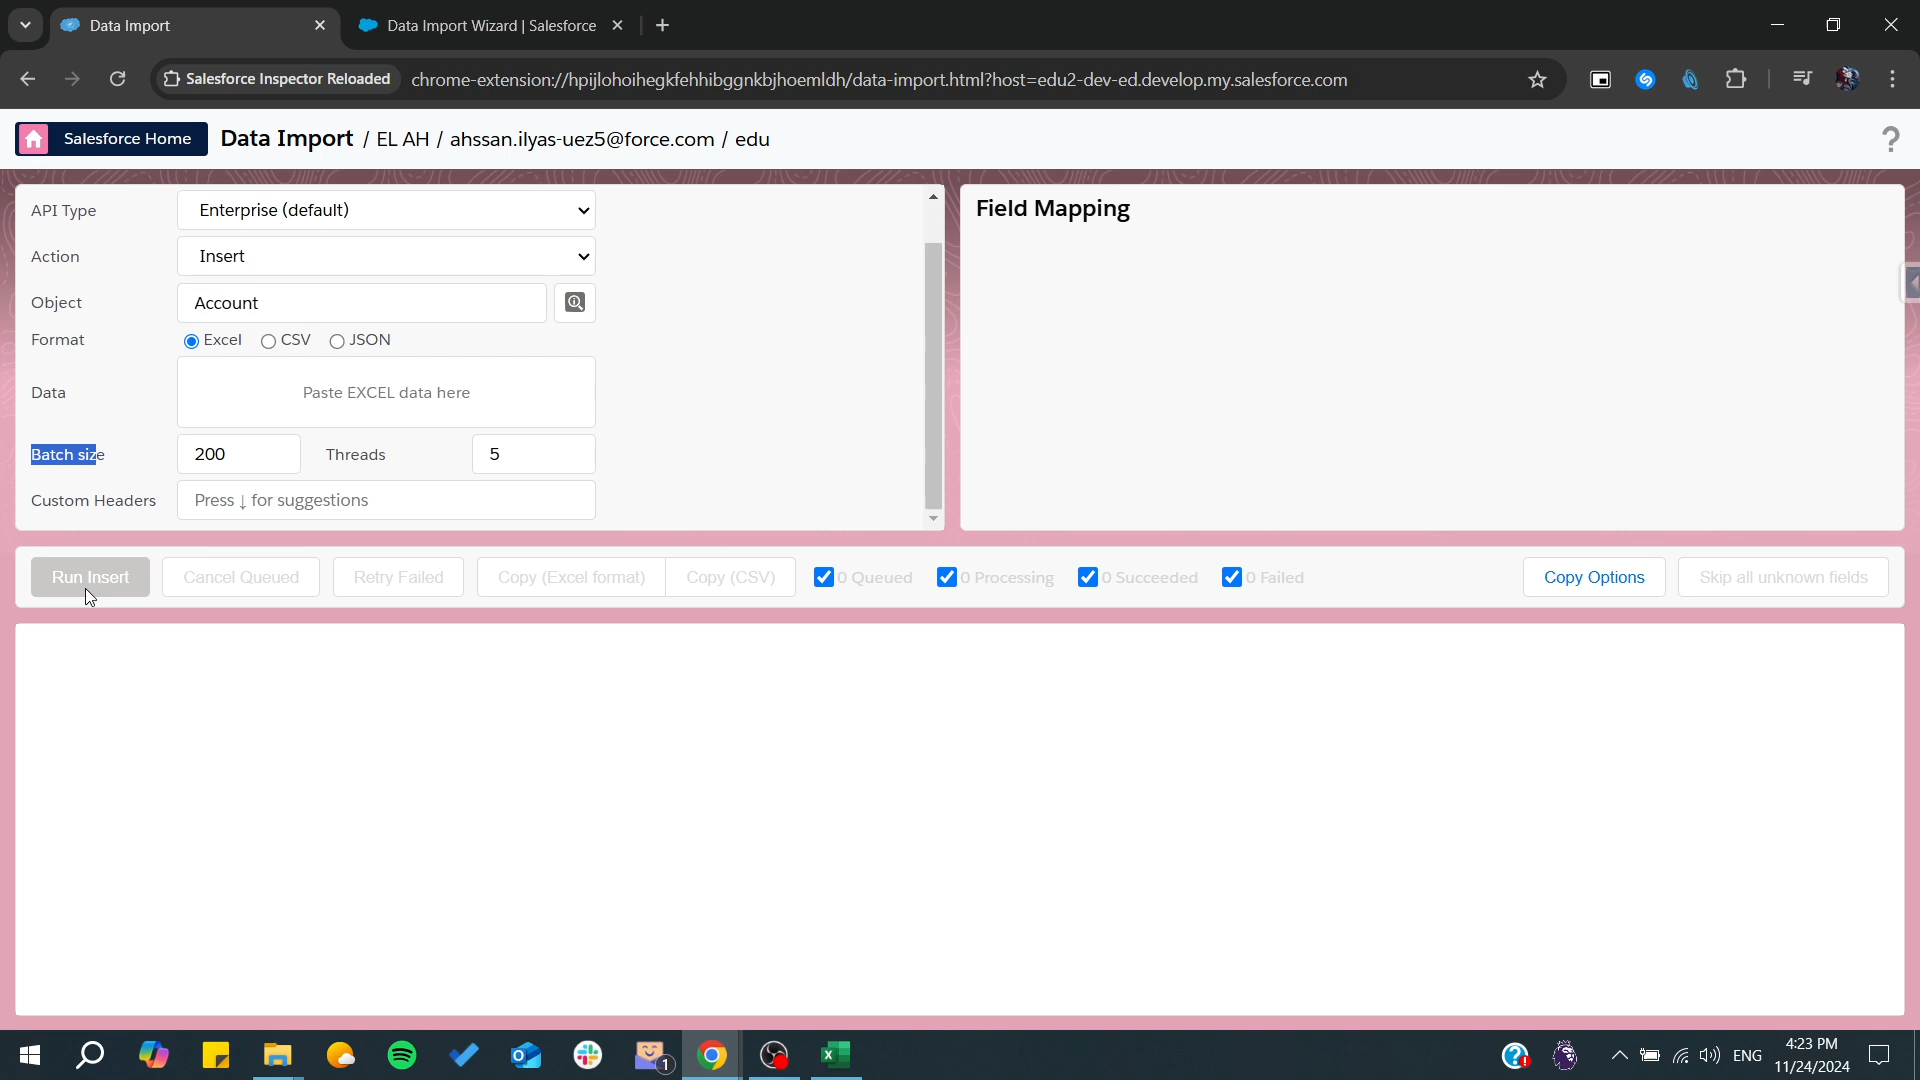 Data Import
Data Import Wizard | Salesforce
Salesforce Inspector Reloaded
chrome-extension://hpijlohoihegkfehhibggnkbjhoemldh/data-import.html?host=edu2-dev-ed.develop.my.salesforce.com
Salesforce Home
Data Import / EL AH / ahssan.ilyas-uez5@force.com / edu
?
API Type
Enterprise (default)
Action
Insert
Object
Account
Format
Excel CSV JSON
Data
Paste EXCEL data here
Batch size
200
Threads
5
Custom Headers
Press ↓ for suggestions
Field Mapping
Run Insert
Cancel Queued
Retry Failed
Copy (Excel format)
Copy (CSV)
0 Queued
0 Processing
0 Succeeded
0 Failed
Copy Options
Skip all unknown fields
1
ENG
4:23 PM
11/24/2024